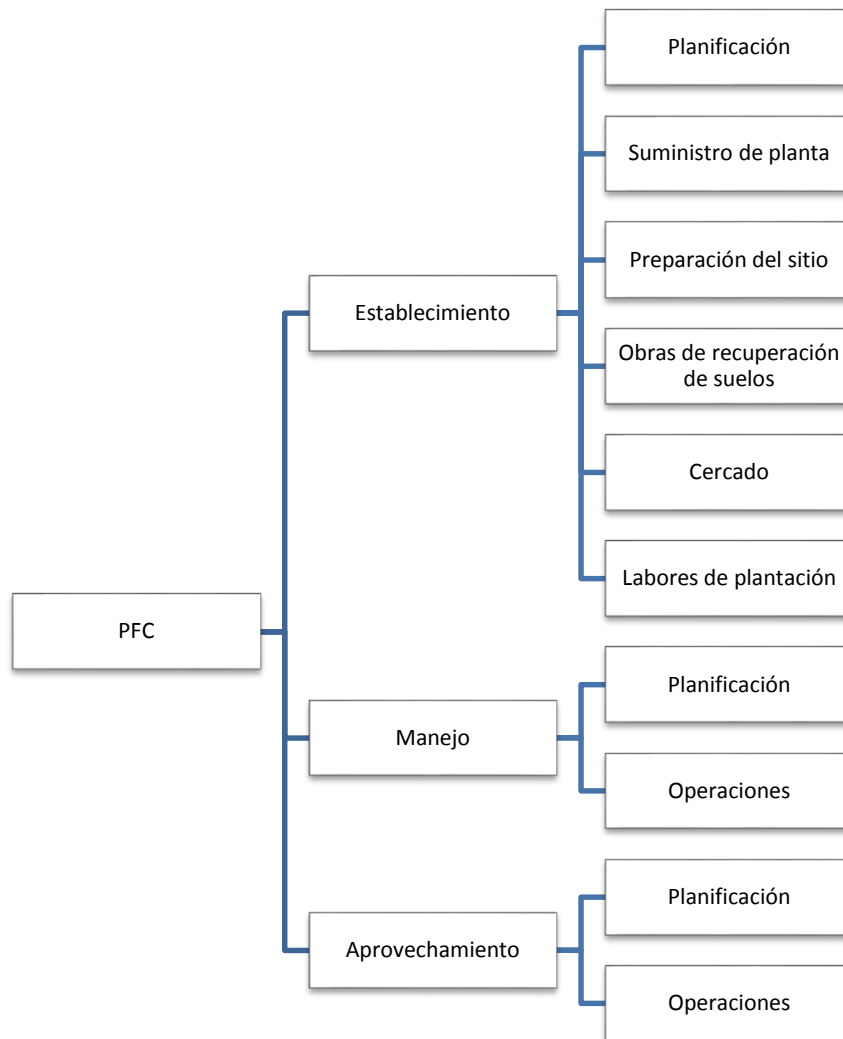 PFC
Establecimiento
Planificación
Suministro de planta
Preparación del sitio
Obras de recuperación
de suelos
Cercado
Labores de plantación
Manejo
Planificación
Operaciones
Aprovechamiento
Planificación
Operaciones